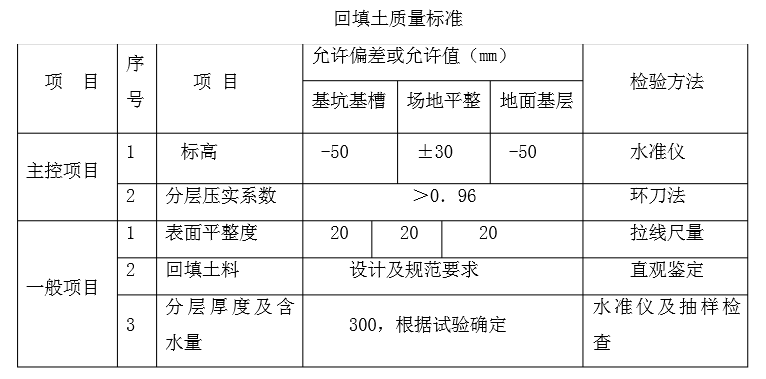 回填土质量标准
项 目 序号 项 目 允许偏差或允许值(mm) 检验方法
基坑基槽 场地平整 地面基层
主控项目 1 标高 -50 ±30 -50 水准仪
2 分层压实系数 >0.96 环刀法
一般项目 1 表面平整度 20 20 20 拉线尺量
2 回填土料 设计及规范要求 直观鉴定
3 分层厚度及含水量 300,根据试验确定 水准仪及抽样检查